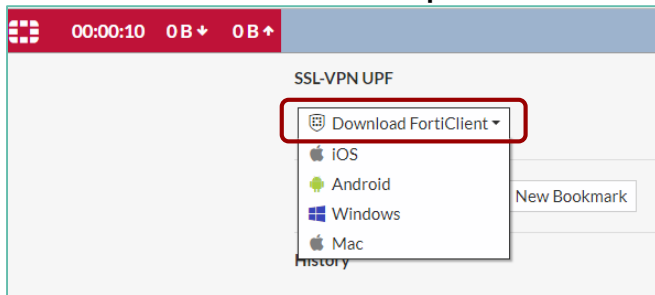 00:00:10 0 B 0 B
SSL-VPN UPF
Download FortiClient
iOS
Android
Windows
Mac
New Bookmark
History